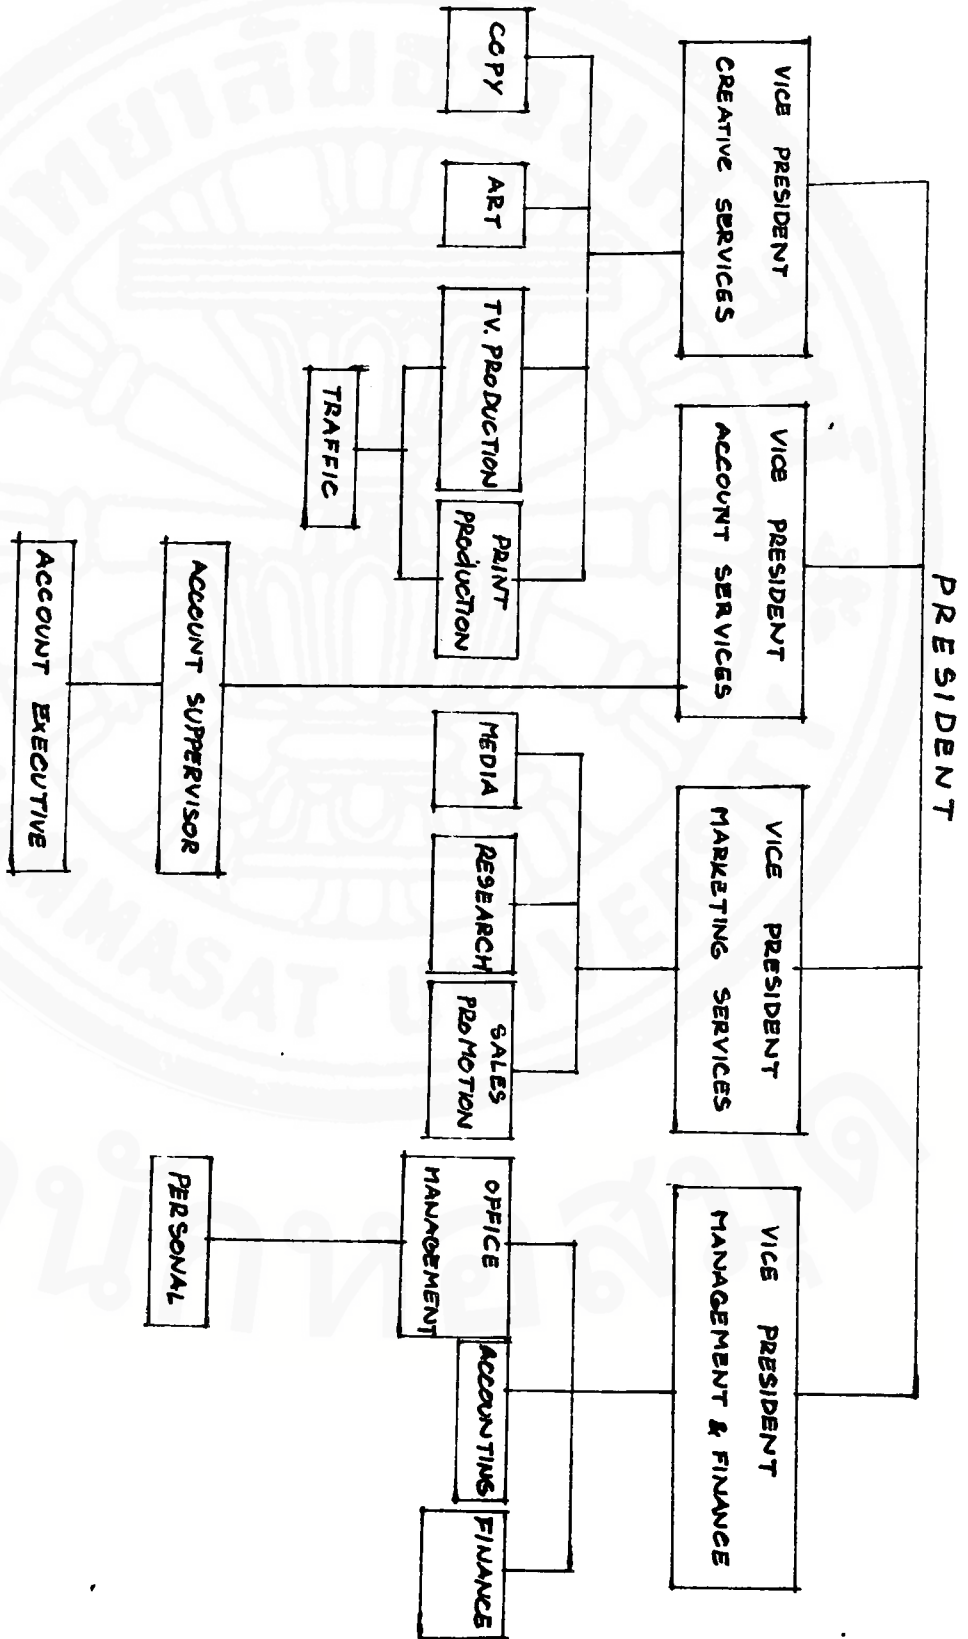 PRESIDENT
VICE PRESIDENT
CREATIVE SERVICES
VICE PRESIDENT
ACCOUNT SERVICES
VICE PRESIDENT
MARKETING SERVICES
VICE PRESIDENT
MANAGEMENT & FINANCE
COPY
ART
TV. PRODUCTION
PRINT
PRODUCTION
MEDIA
RESEARCH
SALES
PROMOTION
OFFICE
MANAGEMENT
ACCOUNTING
FINANCE
TRAFFIC
ACCOUNT SUPPERVISOR
PERSONAL
ACCOUNT EXECUTIVE